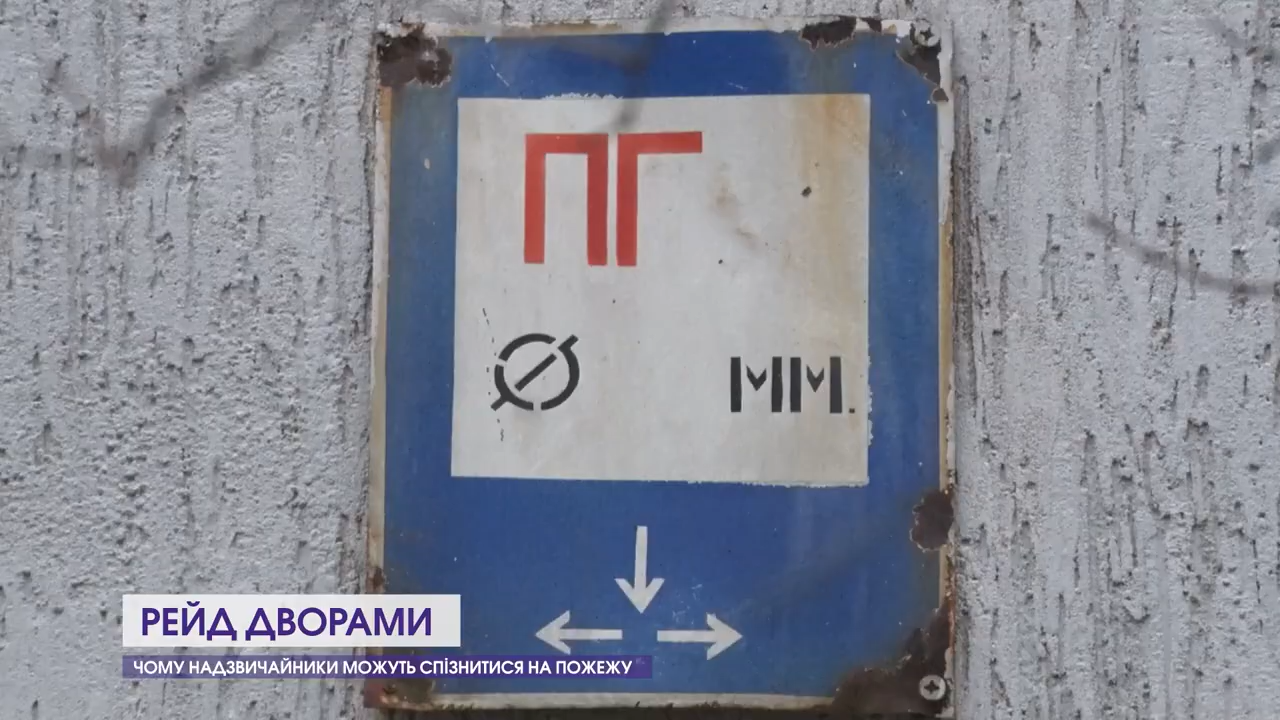 ПГ
Ø ММ.
РЕЙД ДВОРАМИ
ЧОМУ НАДЗВИЧАЙНИКИ МОЖУТЬ СПІЗНИТИСЯ НА ПОЖЕЖУ